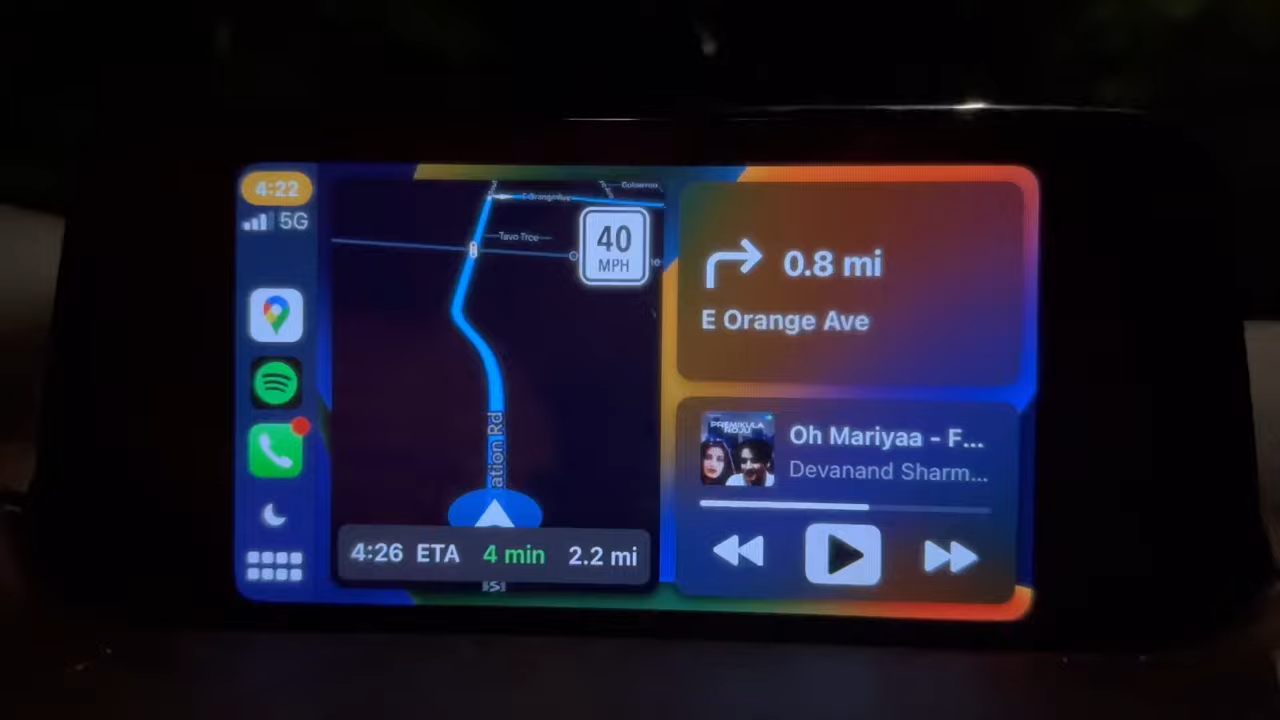 4:22
5G
E Orange Ave
Tavo Trce
40
MPH
ation Rd
4:26 ETA 4 min 2.2 mi
0.8 mi
E Orange Ave
PREMIKULA
ROJU
Oh Mariyaa - F...
Devanand Sharm...